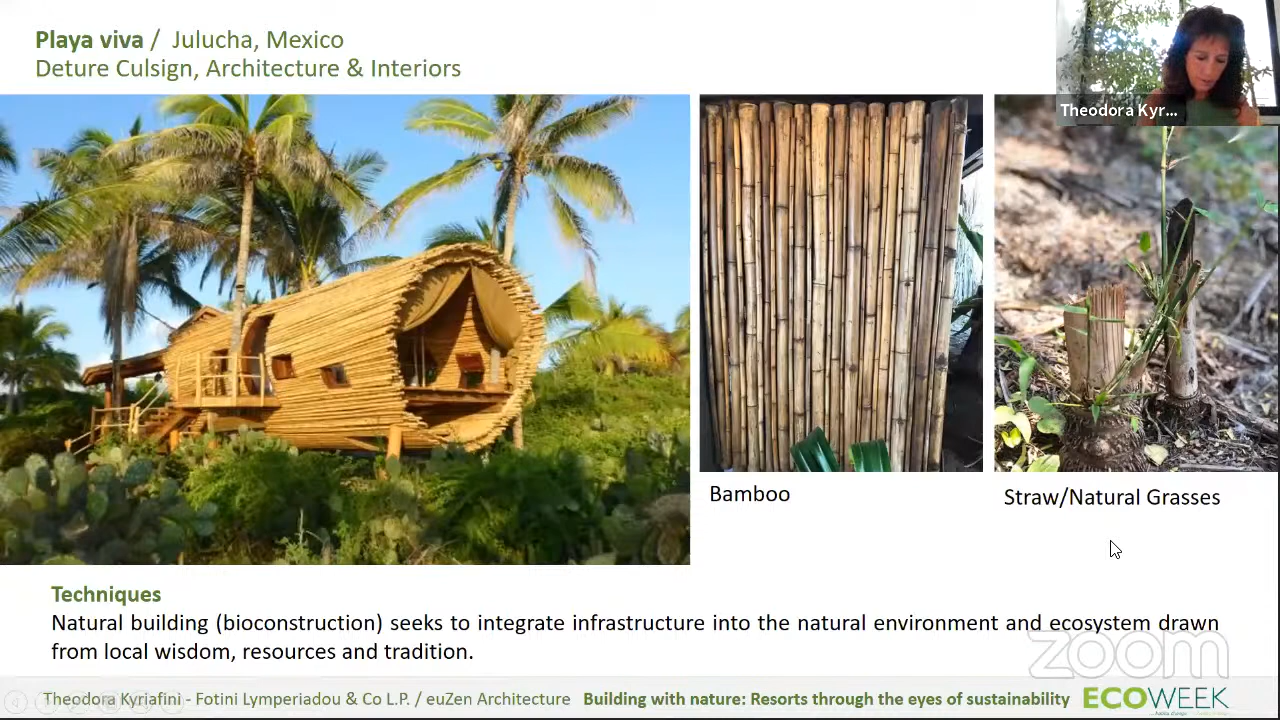 Playa viva / Julucha, Mexico
Deture Culsign, Architecture & Interiors
Theodora Kyr...
Bamboo
Straw/Natural Grasses
Techniques
Natural building (bioconstruction) seeks to integrate infrastructure into the natural environment and ecosystem drawn
from local wisdom, resources and tradition.
zoom
Theodora Kyriafini - Fotini Lymperiadou & Co L.P. / euZen Architecture Building with nature: Resorts through the eyes of sustainability ECOWEEK